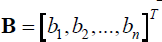 𝐁 = [b₁, b₂, ..., bₙ]ᵀ